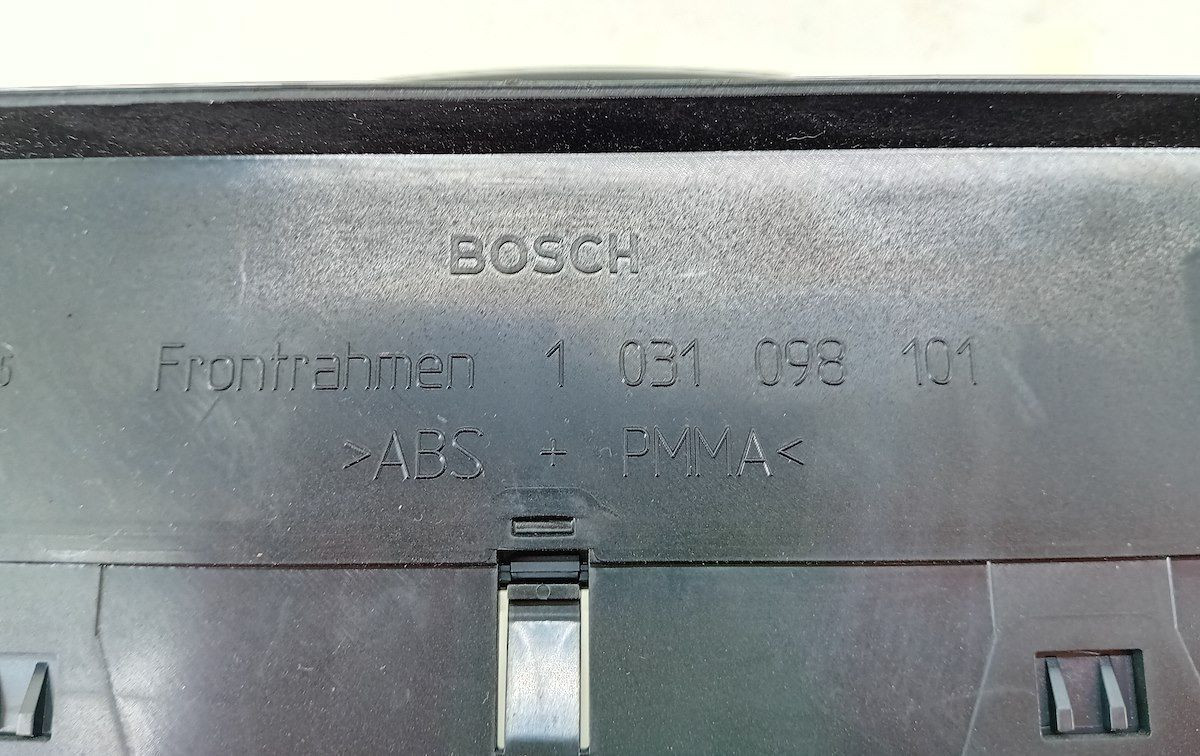 BOSCH
Frontrahmen 1 031 098 101
>ABS + PMMA<